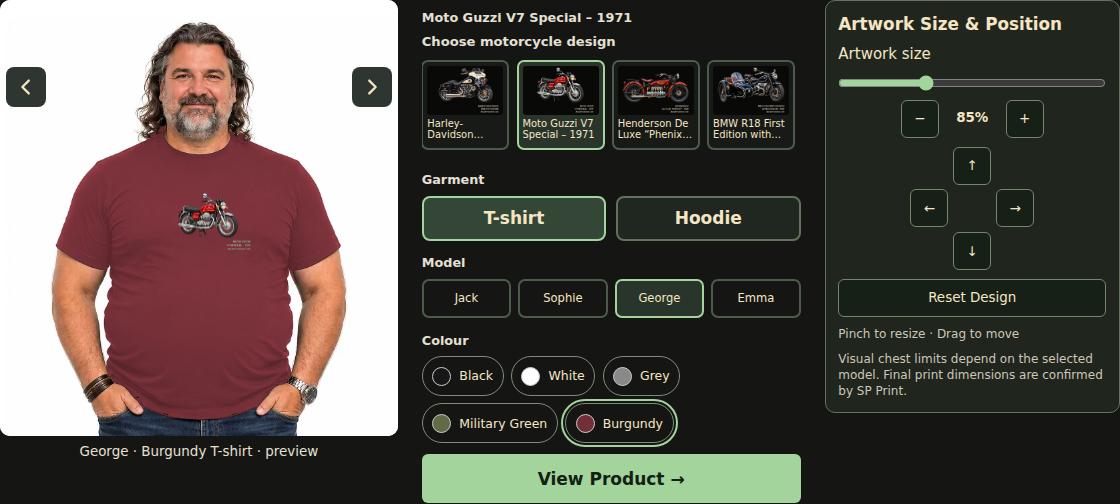 Moto Guzzi V7 Special – 1971
Choose motorcycle design
Harley-
Davidson...
Moto Guzzi V7
Special – 1971
Henderson De
Luxe “Phenix...
BMW R18 First
Edition with...
Garment
T-shirt
Hoodie
Model
Jack
Sophie
George
Emma
Colour
Black
White
Grey
Military Green
Burgundy
View Product →
George · Burgundy T-shirt · preview
Artwork Size & Position
Artwork size
−
85%
+
↑
←
→
↓
Reset Design
Pinch to resize · Drag to move
Visual chest limits depend on the selected
model. Final print dimensions are confirmed
by SP Print.